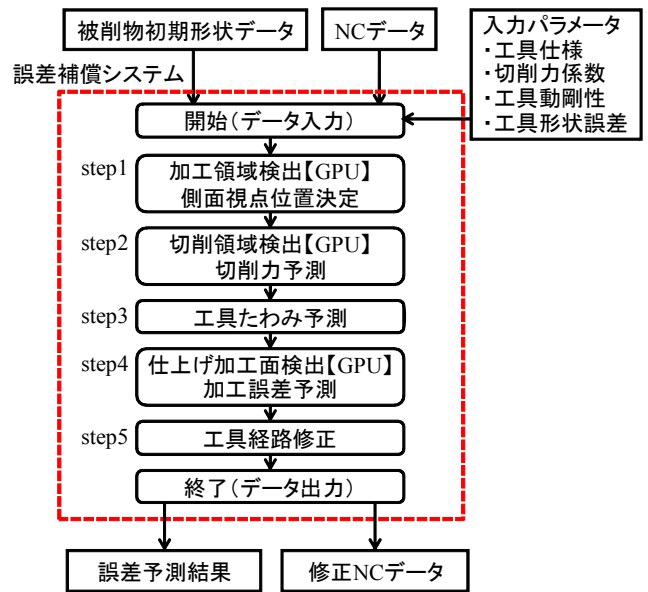 被削物初期形状データ
NCデータ
入力パラメータ
・工具仕様
・切削力係数
・工具動剛性
・工具形状誤差
誤差補償システム
開始(データ入力)
step1
加工領域検出【GPU】
側面視点位置決定
step2
切削領域検出【GPU】
切削力予測
step3
工具たわみ予測
step4
仕上げ加工面検出【GPU】
加工誤差予測
step5
工具経路修正
終了(データ出力)
誤差予測結果
修正NCデータ